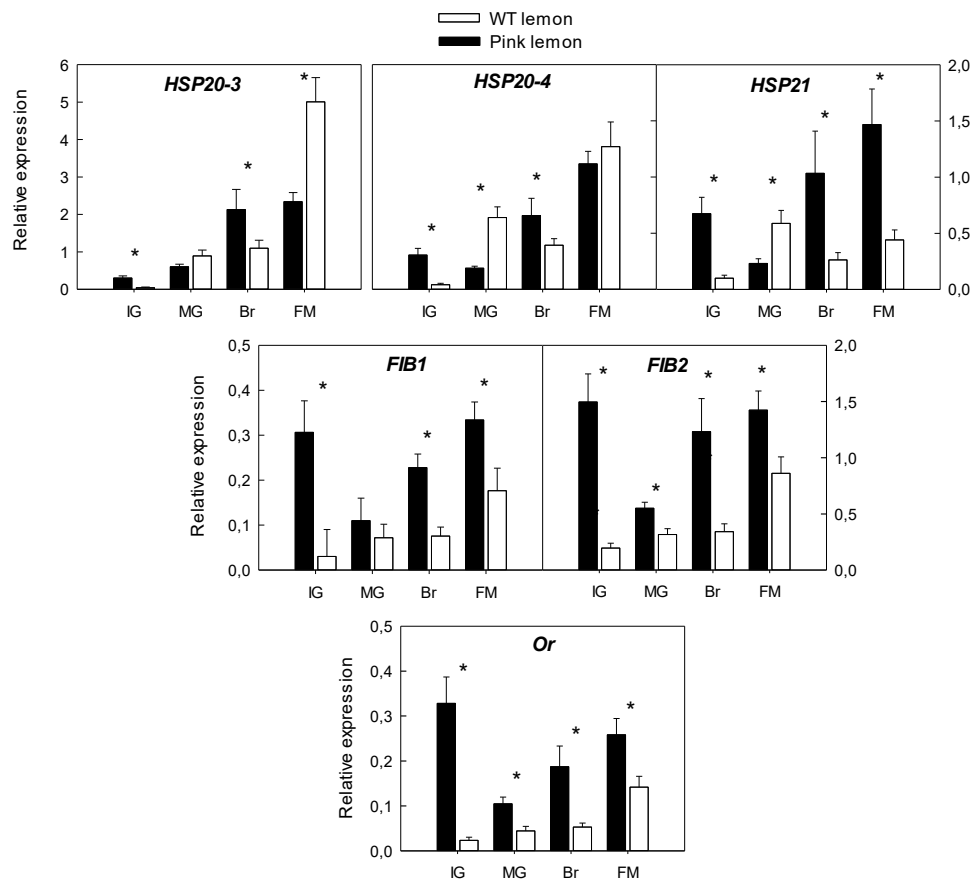 WT lemon
Pink lemon
HSP20-3
HSP20-4
HSP21
Relative expression
6
5
4
3
2
1
0
2,0
1,5
1,0
0,5
0,0
* * *
* * *
* * * *
IG MG Br FM
IG MG Br FM
IG MG Br FM
FIB1
FIB2
Relative expression
0,5
0,4
0,3
0,2
0,1
0,0
2,0
1,5
1,0
0,5
0,0
* * *
* * * *
IG MG Br FM
IG MG Br FM
Or
Relative expression
0,5
0,4
0,3
0,2
0,1
0,0
* * * *
IG MG Br FM